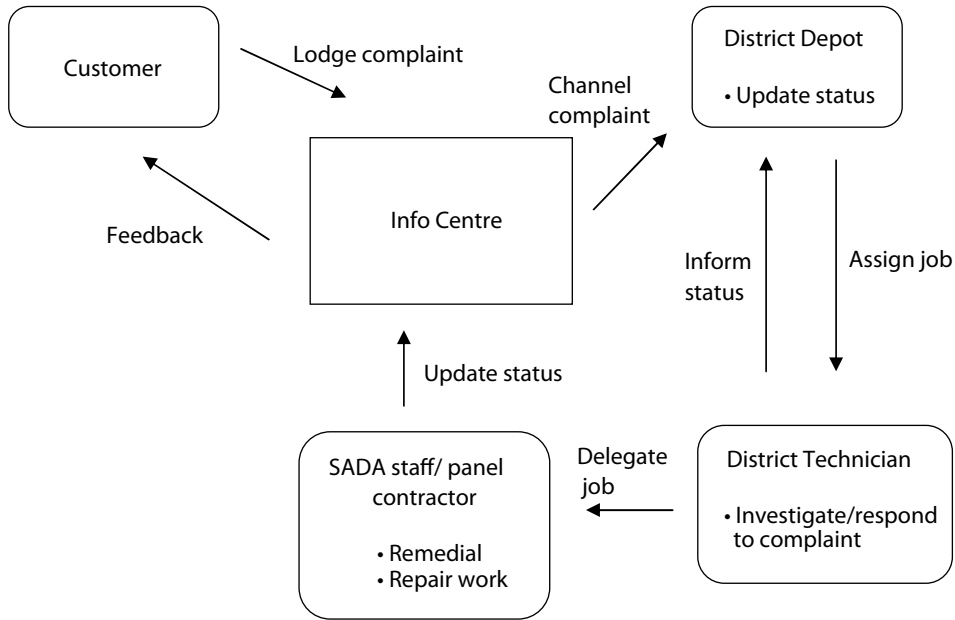 Customer
Lodge complaint
Channel
complaint
District Depot
• Update status
Info Centre
Feedback
Inform
status
Assign job
Update status
SADA staff/ panel
contractor
• Remedial
• Repair work
Delegate
job
District Technician
• Investigate/respond
to complaint